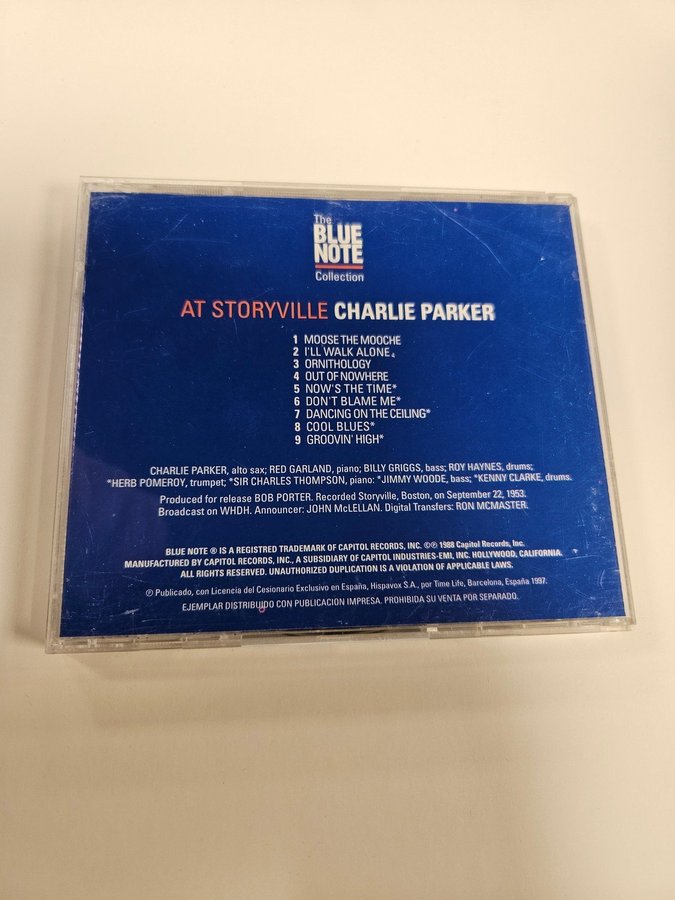 The
BLUE
NOTE
Collection
AT STORYVILLE CHARLIE PARKER
1 MOOSE THE MOOCHE
2 I'LL WALK ALONE
3 ORNITHOLOGY
4 OUT OF NOWHERE
5 NOW'S THE TIME*
6 DON'T BLAME ME*
7 DANCING ON THE CEILING*
8 COOL BLUES*
9 GROOVIN' HIGH*
CHARLIE PARKER, alto sax; RED GARLAND, piano; BILLY GRIGGS, bass; ROY HAYNES, drums;
*HERB POMEROY, trumpet; *SIR CHARLES THOMPSON, piano: *JIMMY WOODE, bass; *KENNY CLARKE, drums.
Produced for release BOB PORTER. Recorded Storyville, Boston, on September 22, 1953.
Broadcast on WHDH. Announcer: JOHN McLELLAN. Digital Transfers: RON MCMASTER.
BLUE NOTE ® IS A REGISTRED TRADEMARK OF CAPITOL RECORDS, INC. ©℗ 1988 Capitol Records, Inc.
MANUFACTURED BY CAPITOL RECORDS, INC., A SUBSIDIARY OF CAPITOL INDUSTRIES-EMI, INC. HOLLYWOOD, CALIFORNIA.
ALL RIGHTS RESERVED. UNAUTHORIZED DUPLICATION IS A VIOLATION OF APPLICABLE LAWS.
℗ Publicado, con Licencia del Cesionario Exclusivo en España, Hispavox S.A., por Time Life, Barcelona, España 1997.
EJEMPLAR DISTRIBUIDO CON PUBLICACION IMPRESA. PROHIBIDA SU VENTA POR SEPARADO.